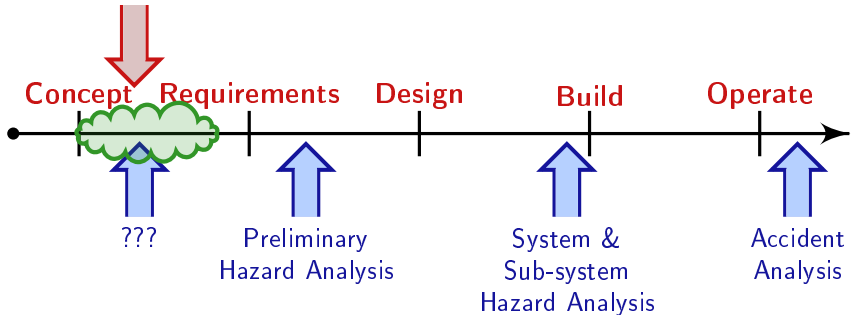 Concept Requirements Design Build Operate
??? Preliminary System & Accident
Hazard Analysis Sub-system Analysis
Hazard Analysis